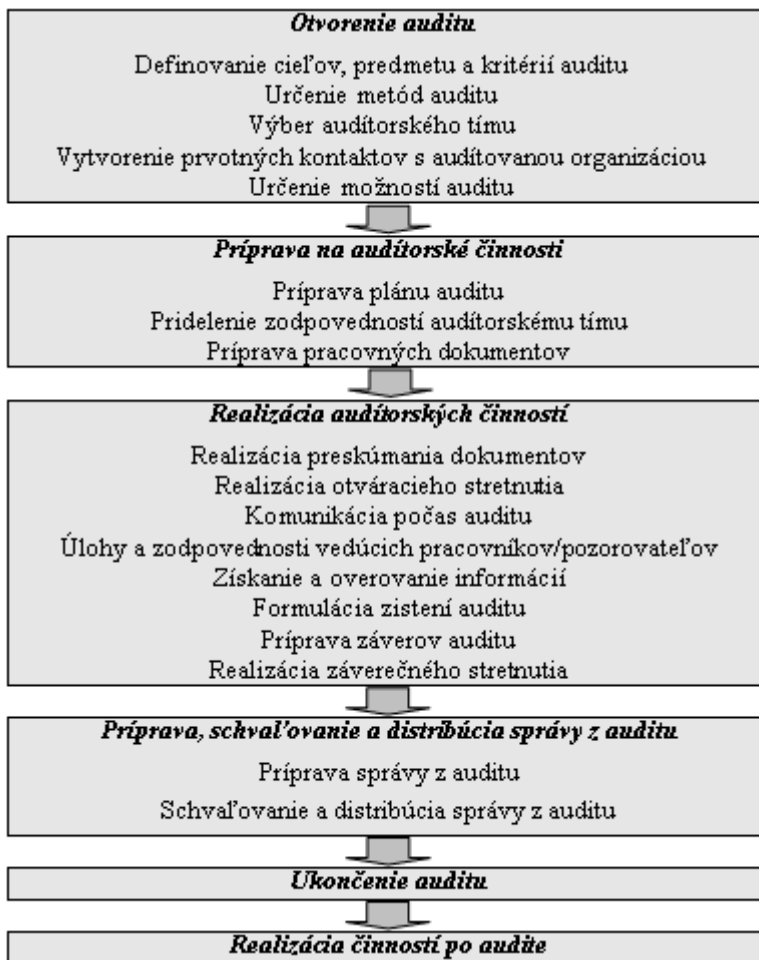 Otvorenie auditu
Definovanie cieľov, predmetu a kritérií auditu
Určenie metód auditu
Výber audítorského tímu
Vytvorenie prvotných kontaktov s audítovanou organizáciou
Určenie možností auditu
Príprava na audítorské činnosti
Príprava plánu auditu
Pridelenie zodpovedností audítorskému tímu
Príprava pracovných dokumentov
Realizácia audítorských činností
Realizácia preskúmania dokumentov
Realizácia otváracieho stretnutia
Komunikácia počas auditu
Úlohy a zodpovednosti vedúcich pracovníkov/pozorovateľov
Získanie a overovanie informácií
Formulácia zistení auditu
Príprava záverov auditu
Realizácia záverečného stretnutia
Príprava, schvaľovanie a distribúcia správy z auditu
Príprava správy z auditu
Schvaľovanie a distribúcia správy z auditu
Ukončenie auditu
Realizácia činností po audite